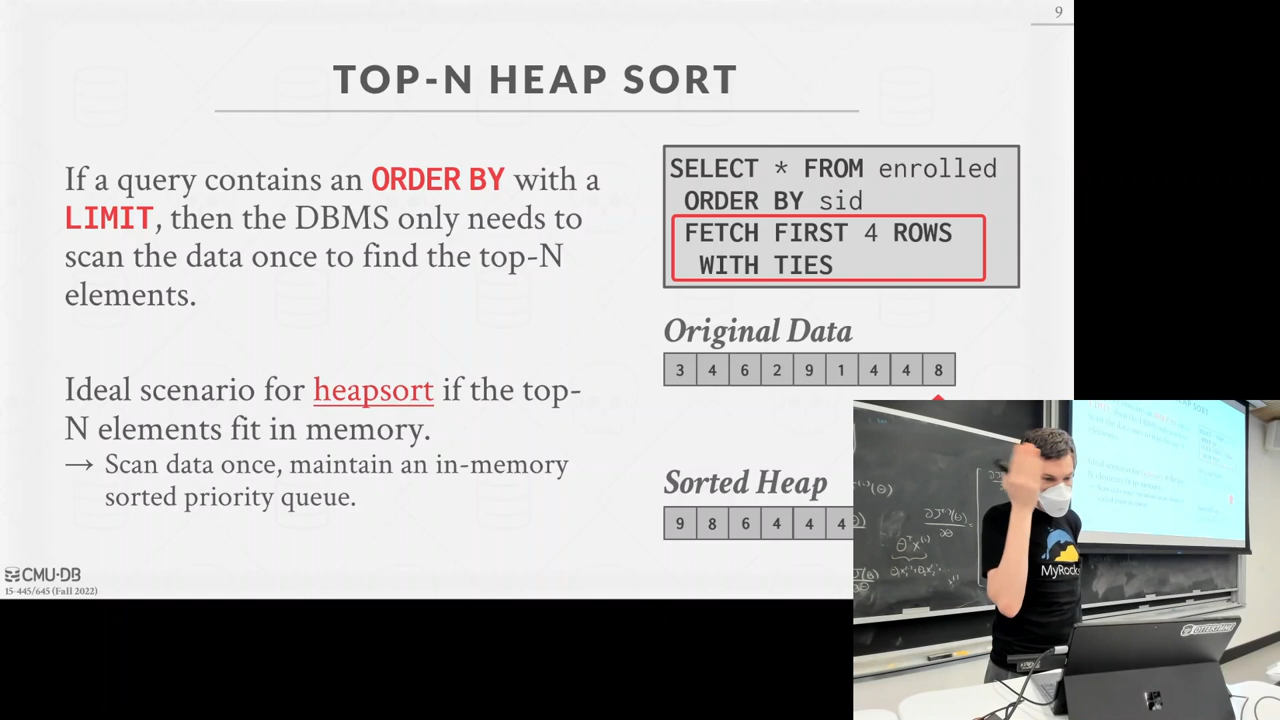 9
TOP-N HEAP SORT
If a query contains an ORDER BY with a
LIMIT, then the DBMS only needs to
scan the data once to find the top-N
elements.
Ideal scenario for heapsort if the top-
N elements fit in memory.
→ Scan data once, maintain an in-memory
sorted priority queue.
SELECT * FROM enrolled
ORDER BY sid
FETCH FIRST 4 ROWS
WITH TIES
Original Data
3 4 6 2 9 1 4 4 8
Sorted Heap
9 8 6 4 4 4
CMU·DB
15-445/645 (Fall 2022)
MyRocks